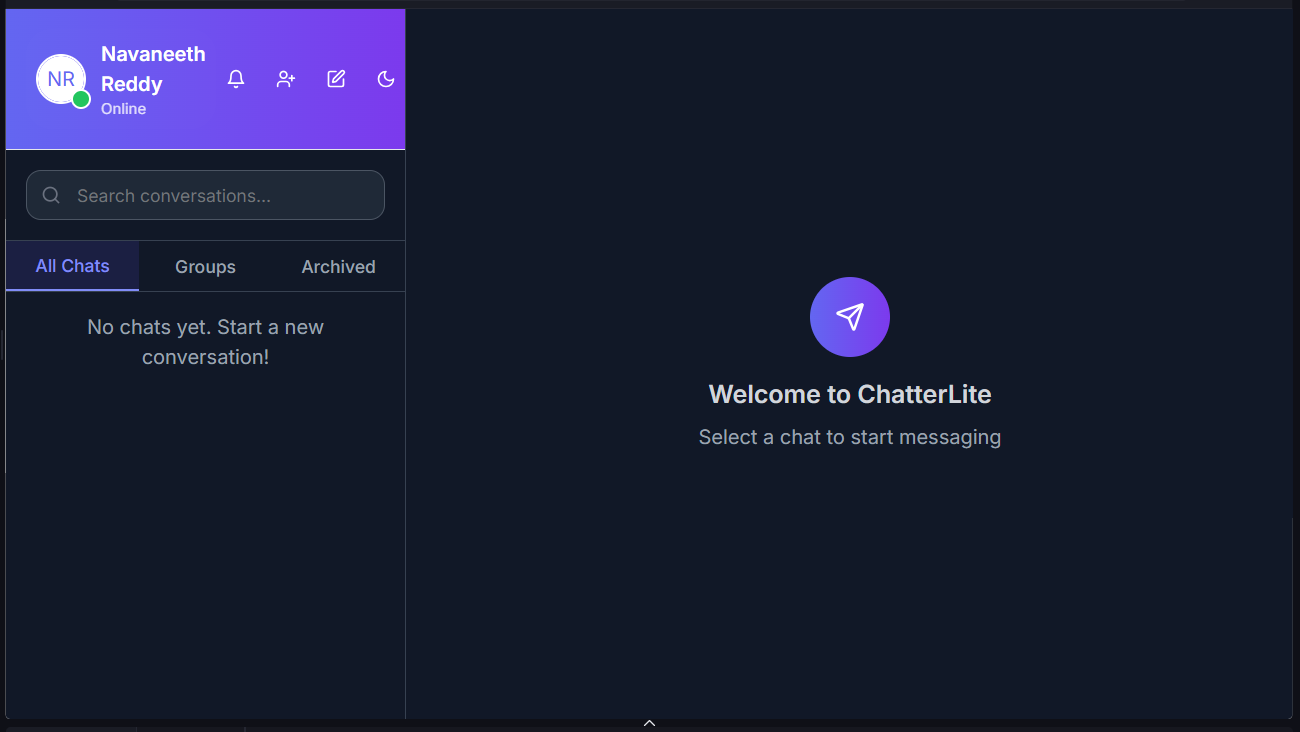 NR
Navaneeth
Reddy
Online
Search conversations...
All Chats
Groups
Archived
No chats yet. Start a new
conversation!
Welcome to ChatterLite
Select a chat to start messaging